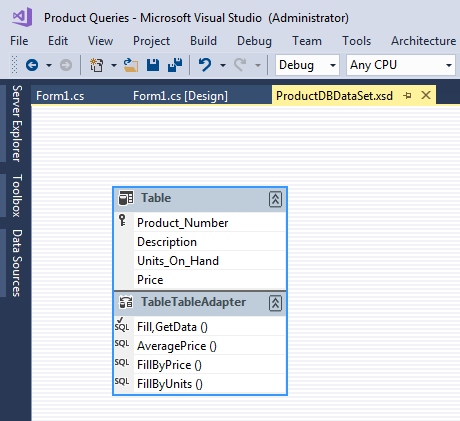 Product Queries - Microsoft Visual Studio (Administrator)
File Edit View Project Build Debug Team Tools Architecture
Debug Any CPU
Form1.cs Form1.cs [Design] ProductDBDataSet.xsd
Server Explorer
Toolbox
Data Sources
Table
Product_Number
Description
Units_On_Hand
Price
TableTableAdapter
SQL Fill,GetData ()
SQL AveragePrice ()
SQL FillByPrice ()
SQL FillByUnits ()